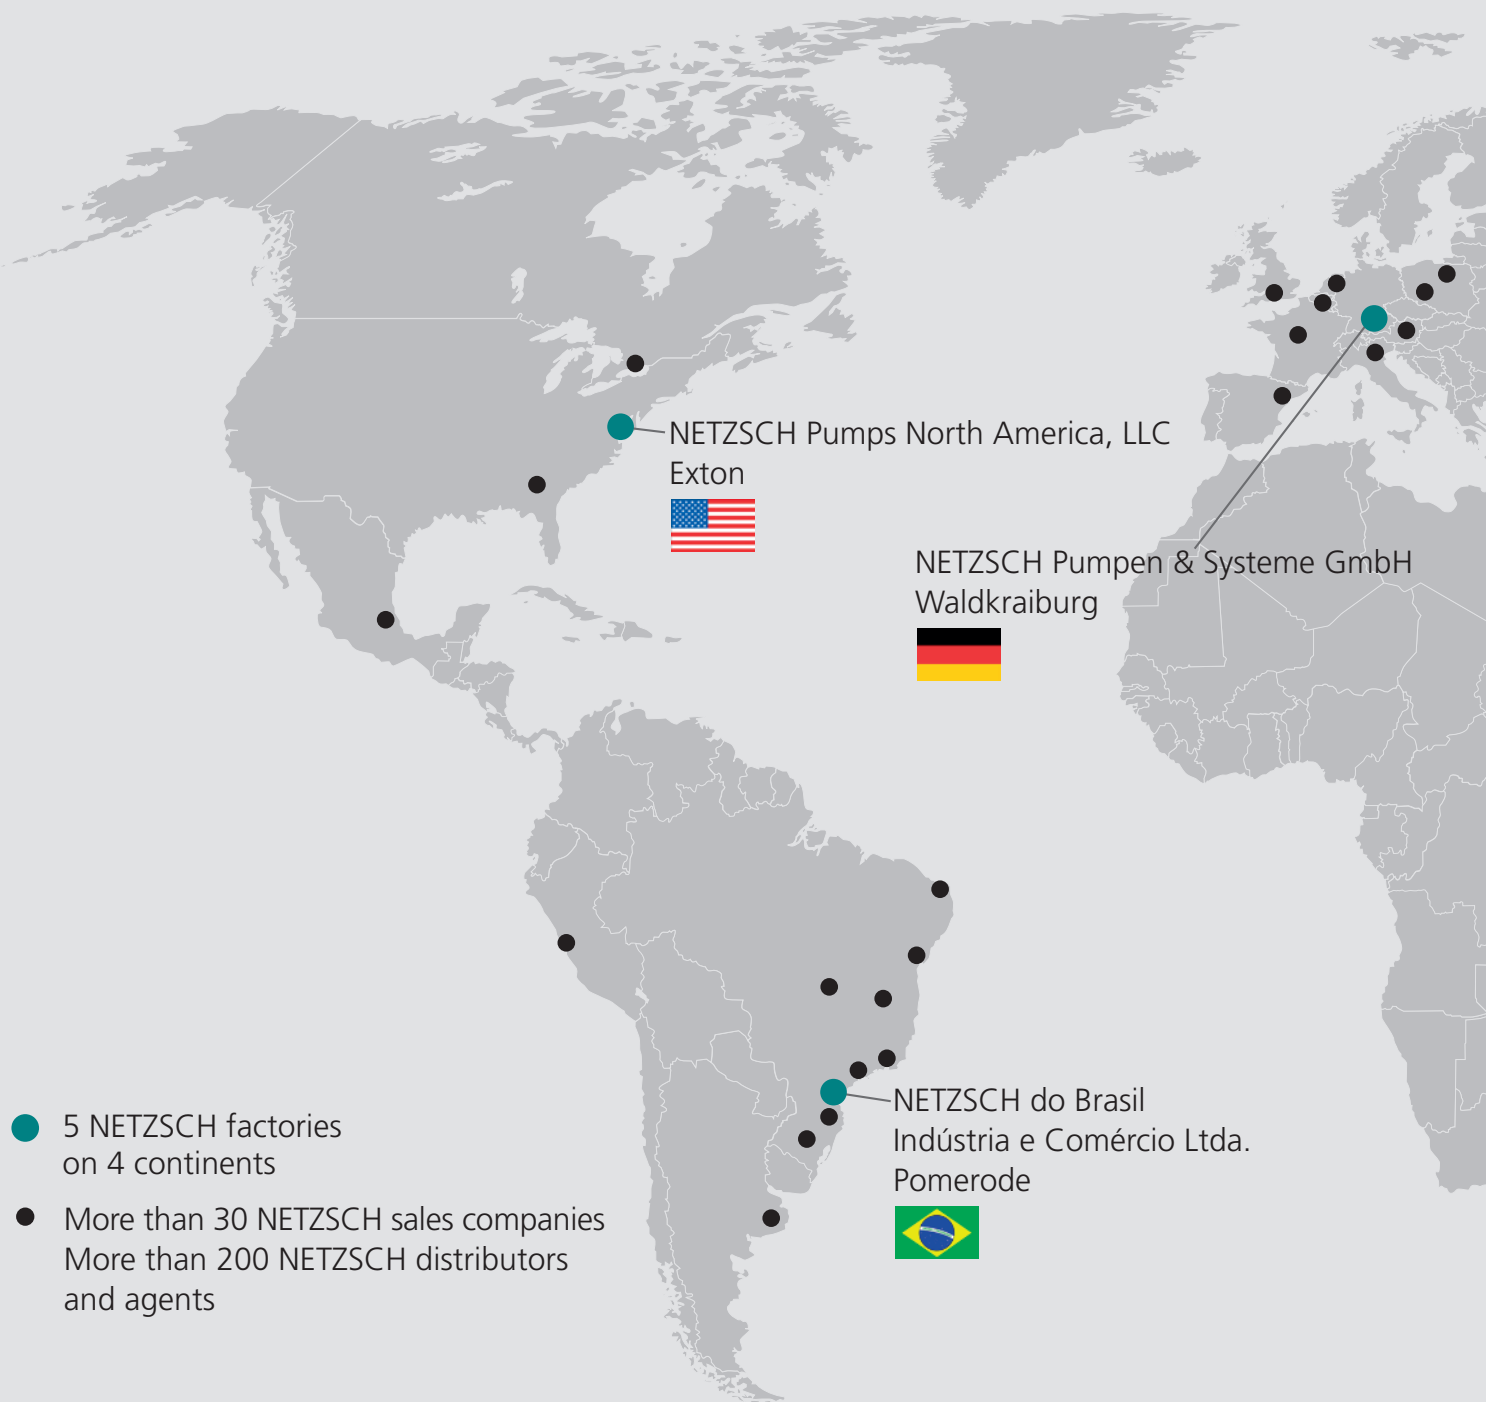 NETZSCH Pumps North America, LLC
Exton
NETZSCH Pumpen & Systeme GmbH
Waldkraiburg
NETZSCH do Brasil
Indústria e Comércio Ltda.
Pomerode
5 NETZSCH factories
on 4 continents
More than 30 NETZSCH sales companies
More than 200 NETZSCH distributors
and agents